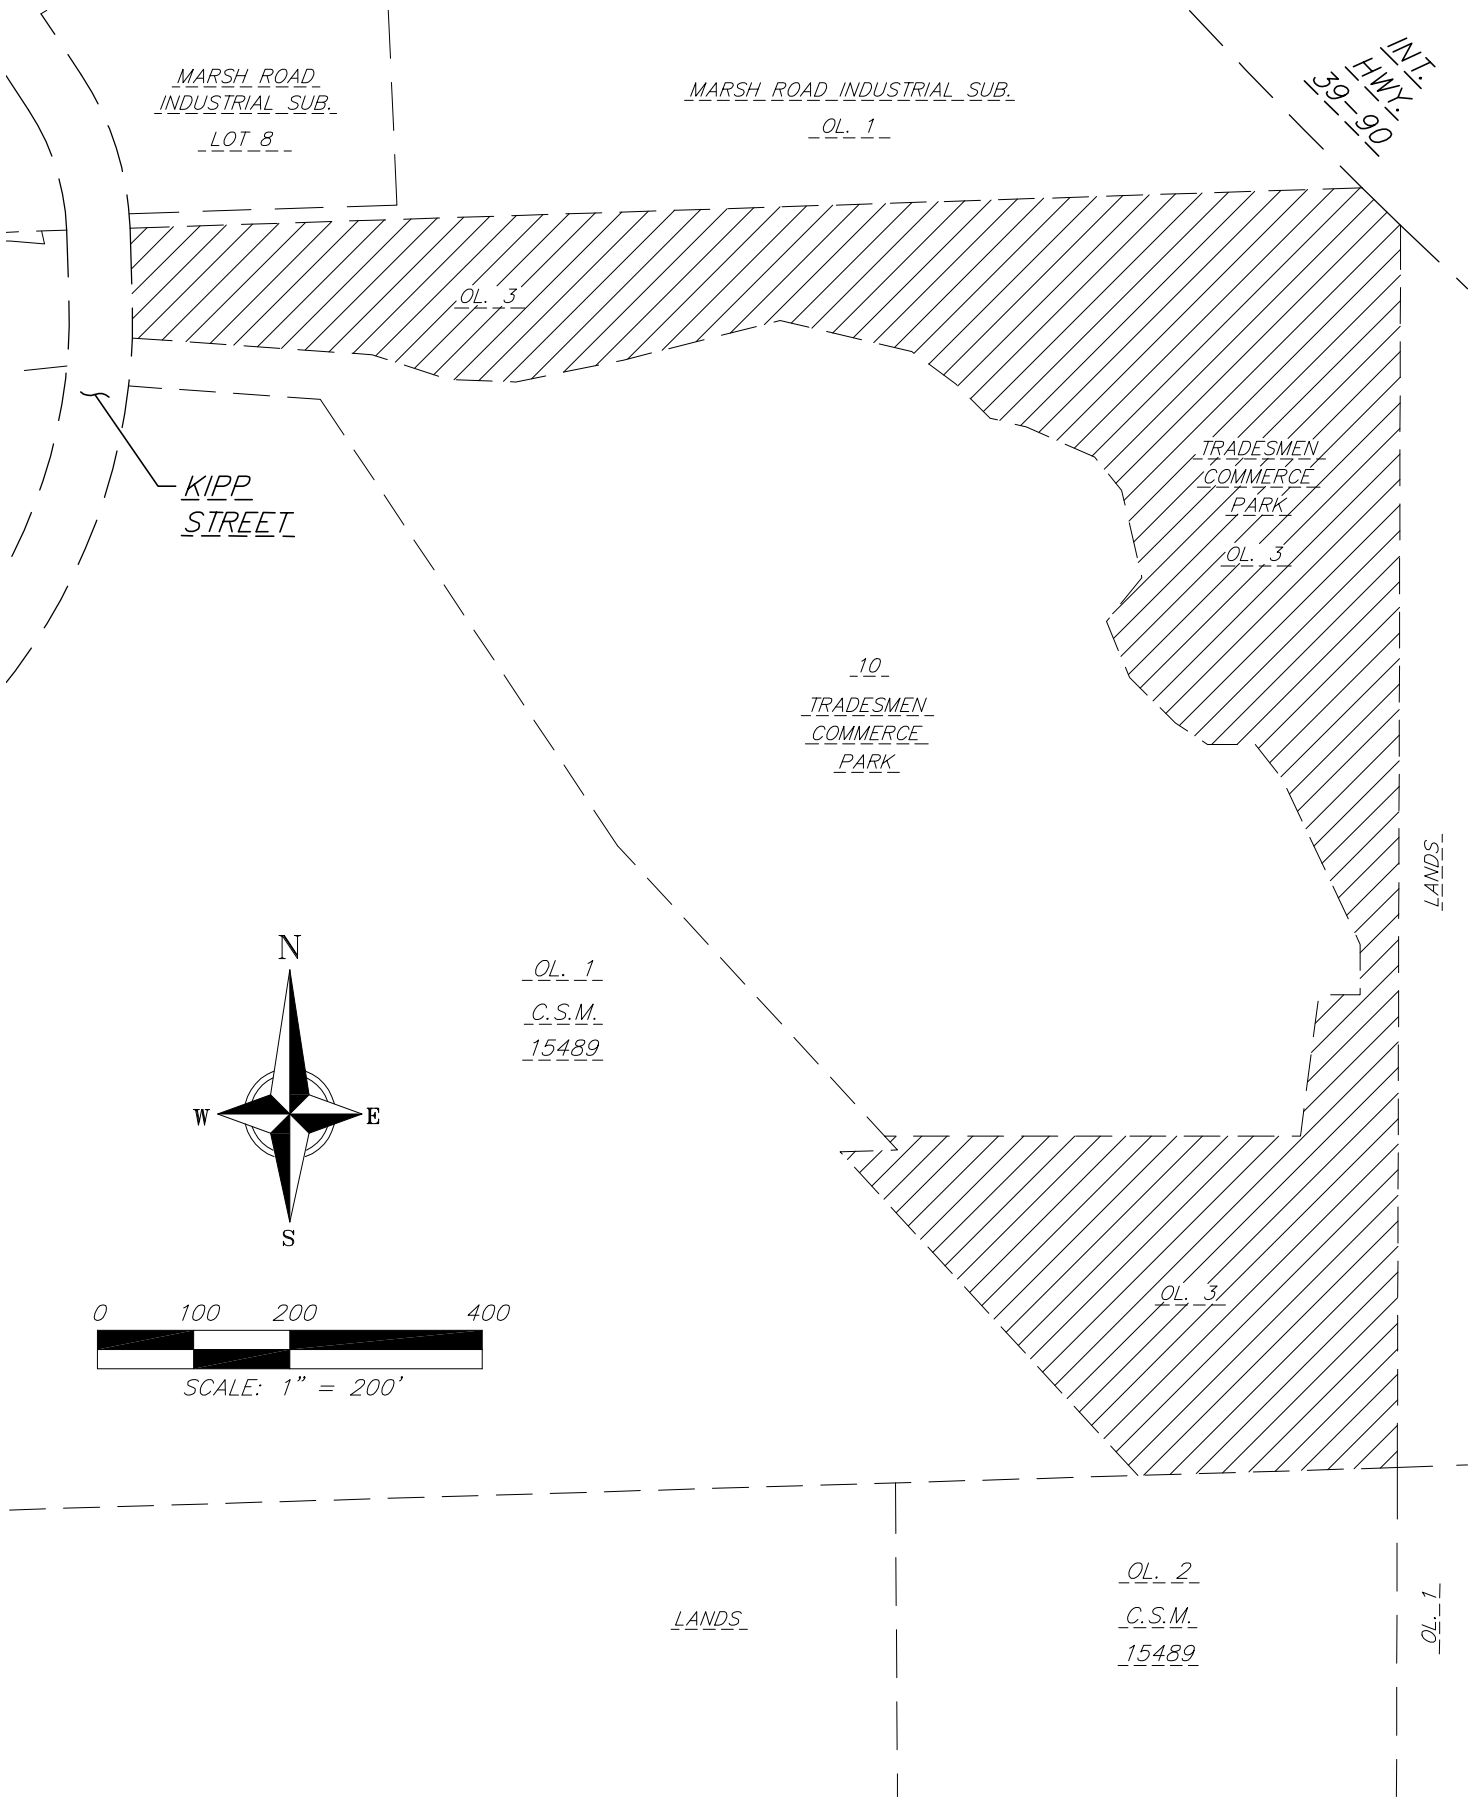 MARSH ROAD
INDUSTRIAL SUB.
LOT 8
MARSH ROAD INDUSTRIAL SUB.
OL. 1
INT.
HWY.
39-90
OL. 3
TRADESMEN
COMMERCE
PARK
OL. 3
KIPP
STREET
10
TRADESMEN
COMMERCE
PARK
LANDS
N
W
E
S
OL. 1
C.S.M.
15489
OL. 3
0 100 200 400
SCALE: 1" = 200'
LANDS
OL. 2
C.S.M.
15489
OL. 1